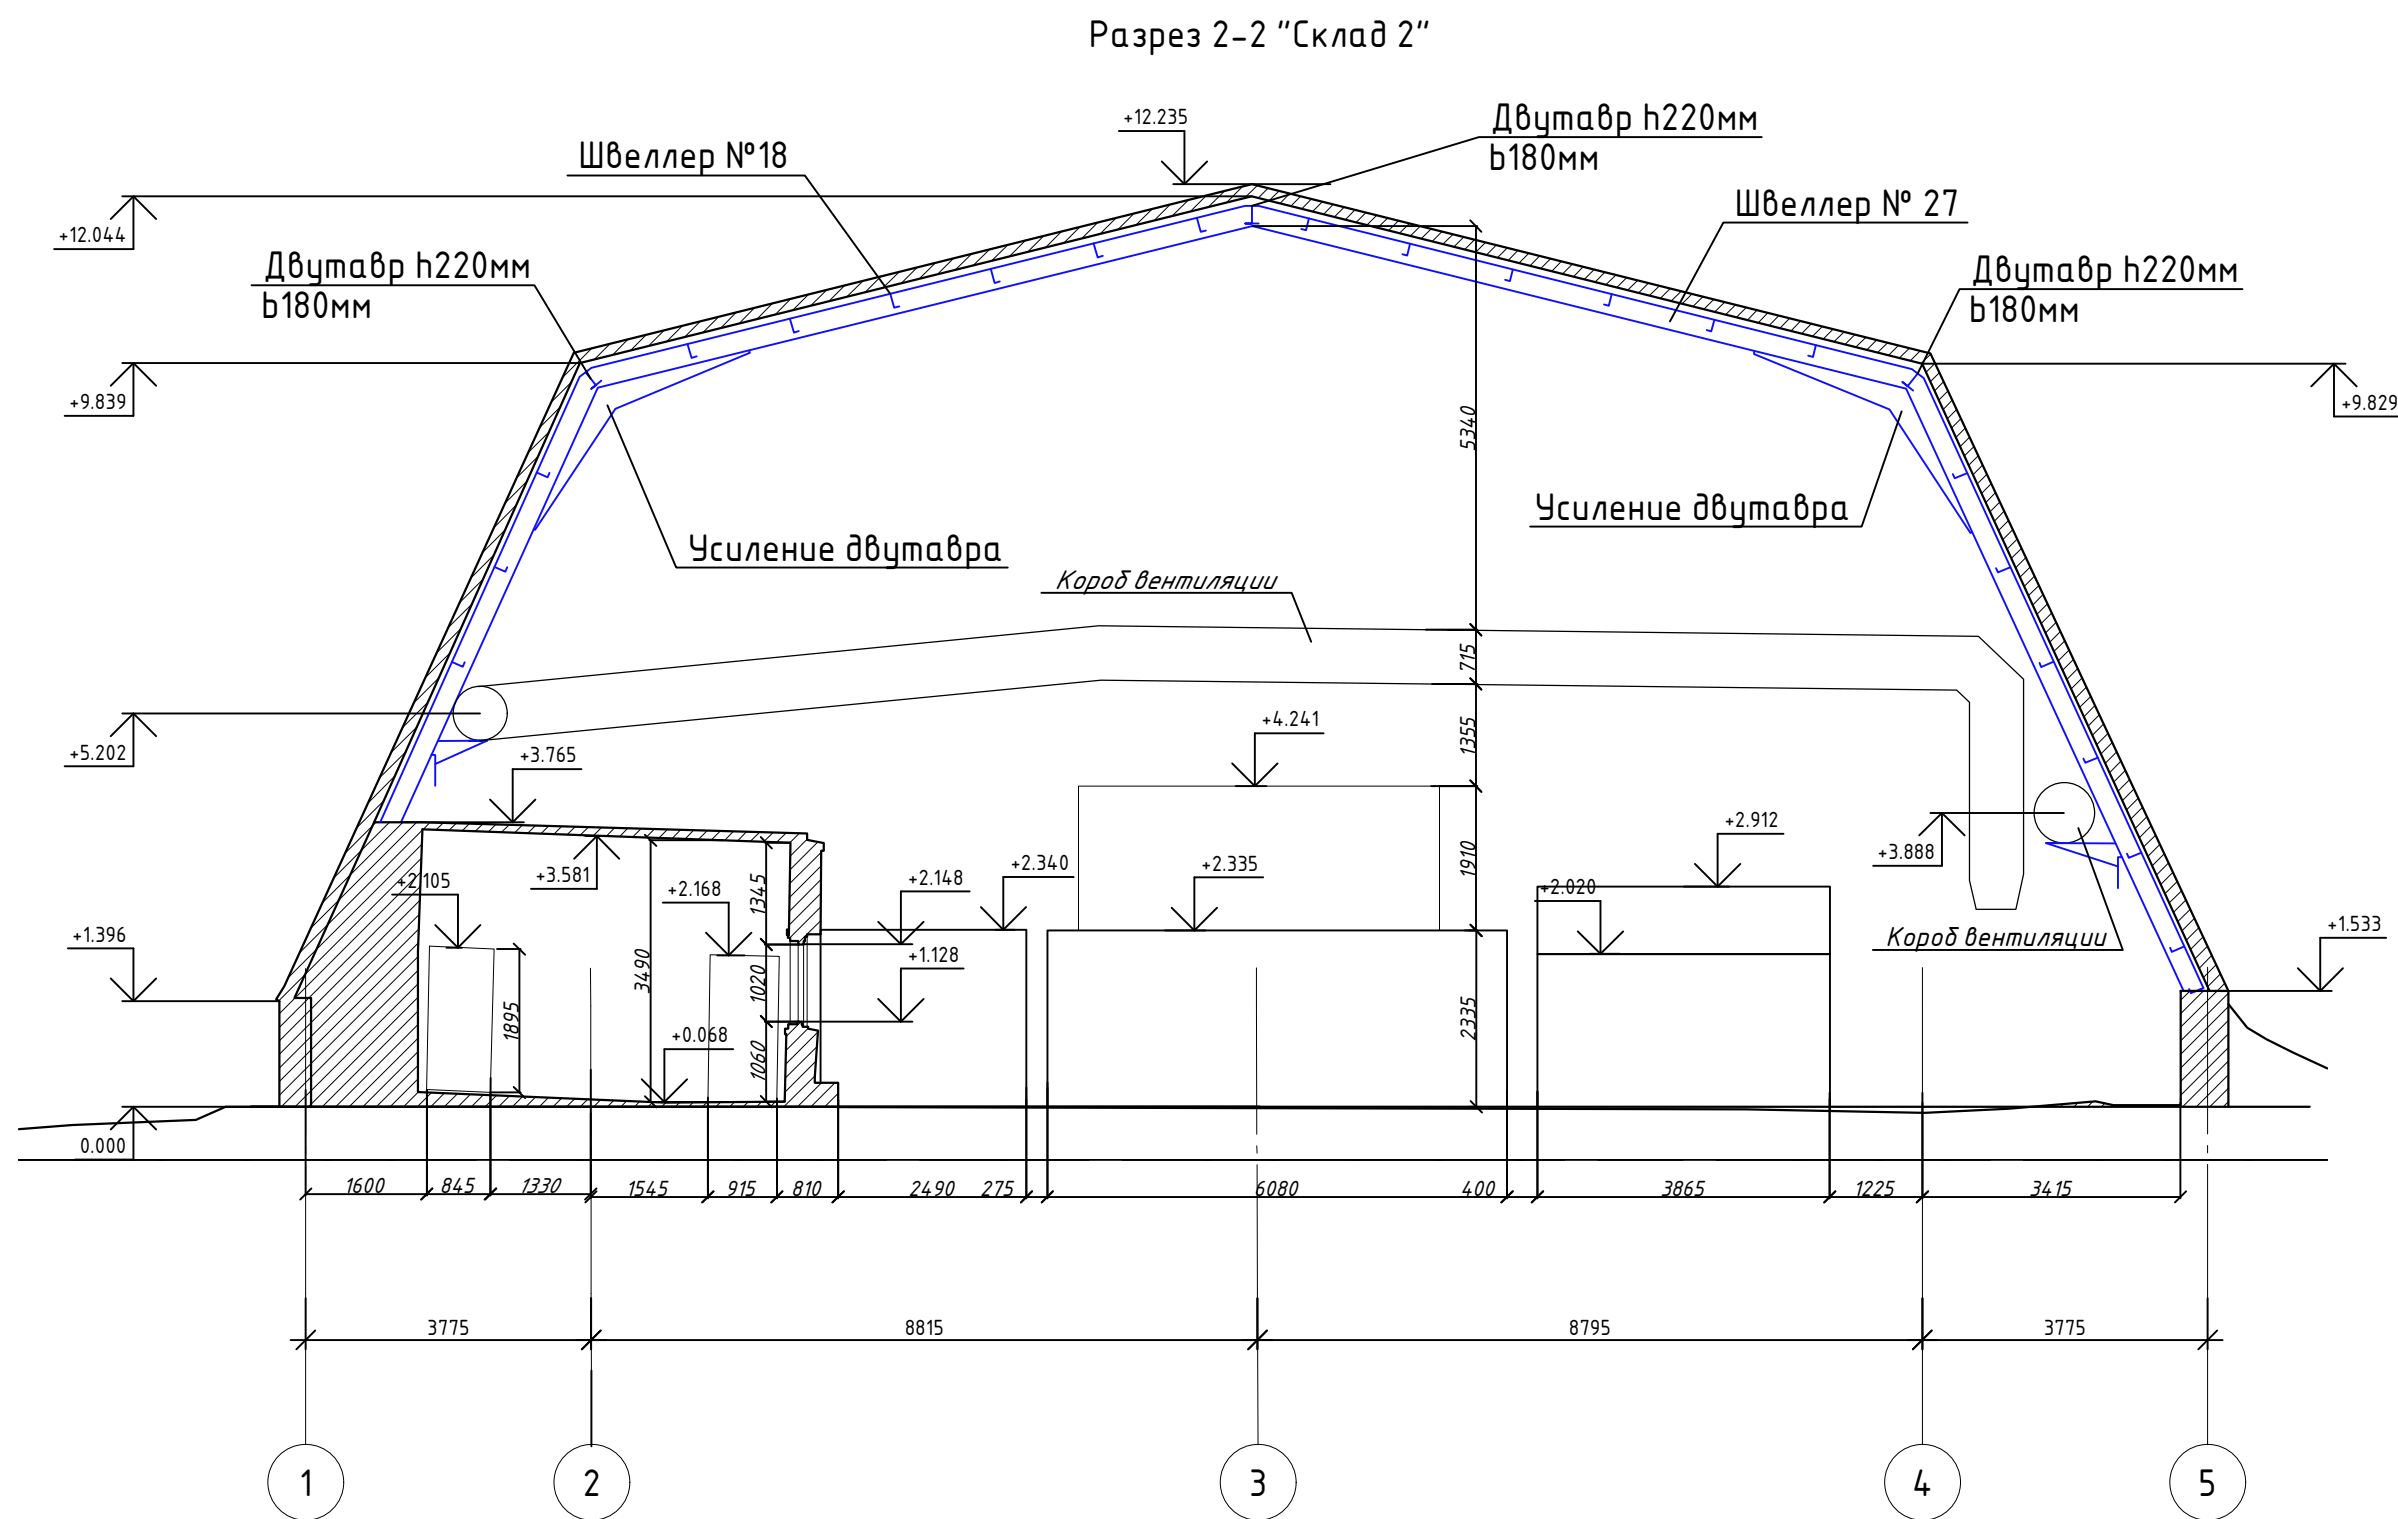 Разрез 2-2 "Склад 2"
+12.235
Двутавр h220мм
b180мм
Швеллер №18
Швеллер № 27
+12.044
Двутавр h220мм
b180мм
Двутавр h220мм
b180мм
+9.839
+9.829
5340
Усиление двутавра
Усиление двутавра
Короб вентиляции
715
+5.202
+3.765
+4.241
1355
+2.912
+3.888
+3.581
+2.105
+2.168
1345
+2.148
+2.340
+2.335
1910
+2.020
+1.396
+1.533
Короб вентиляции
3490
1020
+1.128
1895
2335
+0.068
1060
0.000
1600 845 1330 1545 915 810 2490 275 6080 400 3865 1225 3415
3775 8815 8795 3775
1 2 3 4 5